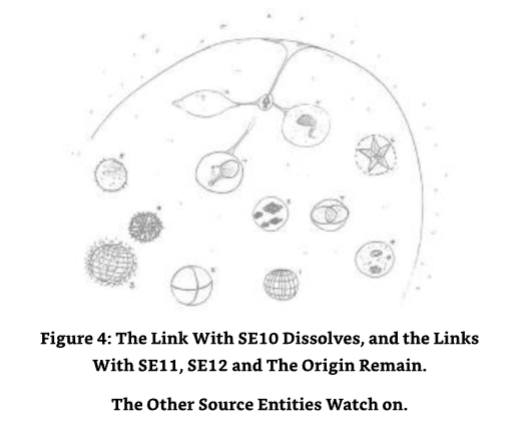 Figure 4: The Link With SE10 Dissolves, and the Links
With SE11, SE12 and The Origin Remain.
The Other Source Entities Watch on.